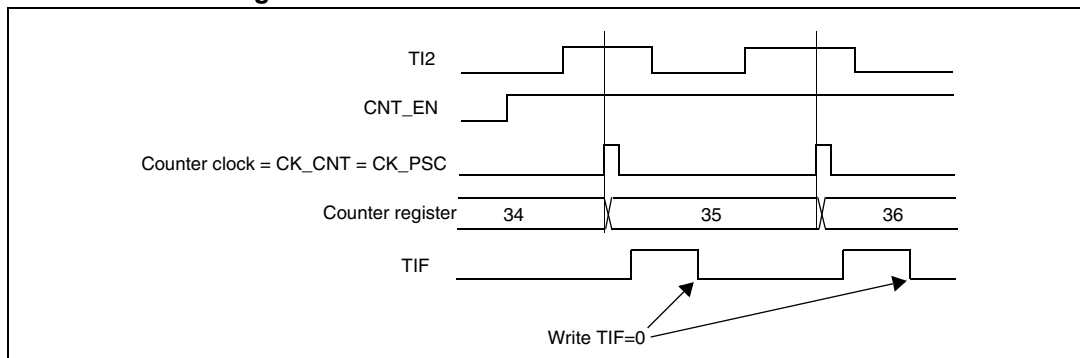 TI2
CNT_EN
Counter clock = CK_CNT = CK_PSC
Counter register 34 35 36
TIF
Write TIF=0